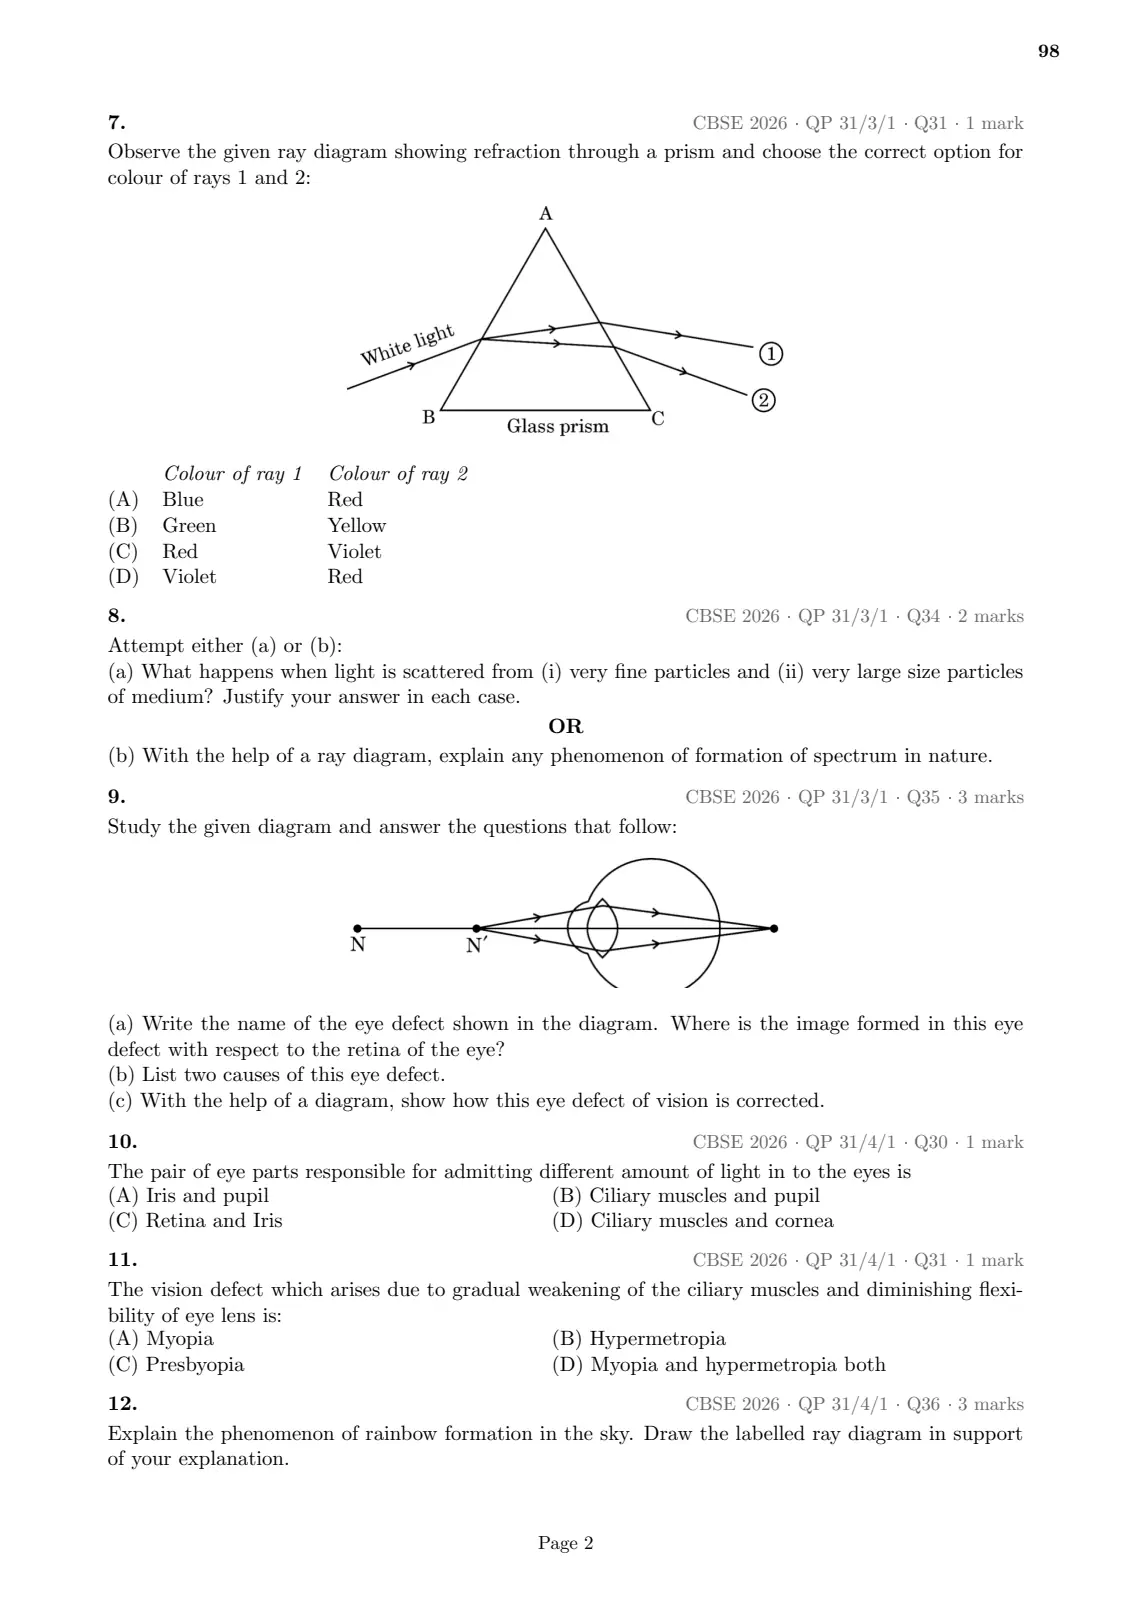 98
7. CBSE 2026 · QP 31/3/1 · Q31 · 1 mark
Observe the given ray diagram showing refraction through a prism and choose the correct option for
colour of rays 1 and 2:
A
White light
1
2
B
C
Glass prism
Colour of ray 1 Colour of ray 2
(A) Blue Red
(B) Green Yellow
(C) Red Violet
(D) Violet Red
8. CBSE 2026 · QP 31/3/1 · Q34 · 2 marks
Attempt either (a) or (b):
(a) What happens when light is scattered from (i) very fine particles and (ii) very large size particles
of medium? Justify your answer in each case.
OR
(b) With the help of a ray diagram, explain any phenomenon of formation of spectrum in nature.
9. CBSE 2026 · QP 31/3/1 · Q35 · 3 marks
Study the given diagram and answer the questions that follow:
N N′
(a) Write the name of the eye defect shown in the diagram. Where is the image formed in this eye
defect with respect to the retina of the eye?
(b) List two causes of this eye defect.
(c) With the help of a diagram, show how this eye defect of vision is corrected.
10. CBSE 2026 · QP 31/4/1 · Q30 · 1 mark
The pair of eye parts responsible for admitting different amount of light in to the eyes is
(A) Iris and pupil (B) Ciliary muscles and pupil
(C) Retina and Iris (D) Ciliary muscles and cornea
11. CBSE 2026 · QP 31/4/1 · Q31 · 1 mark
The vision defect which arises due to gradual weakening of the ciliary muscles and diminishing flexi-
bility of eye lens is:
(A) Myopia (B) Hypermetropia
(C) Presbyopia (D) Myopia and hypermetropia both
12. CBSE 2026 · QP 31/4/1 · Q36 · 3 marks
Explain the phenomenon of rainbow formation in the sky. Draw the labelled ray diagram in support
of your explanation.
Page 2